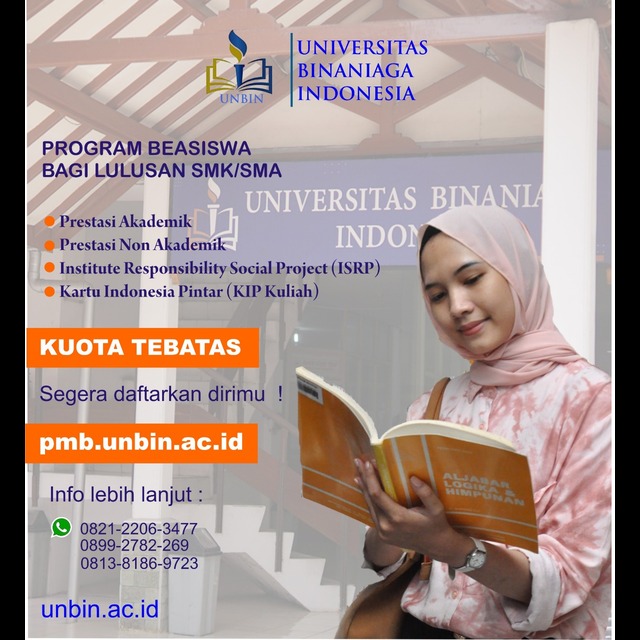 UNBIN
UNIVERSITAS
BINANIAGA
INDONESIA
PROGRAM BEASISWA
BAGI LULUSAN SMK/SMA
UNIVERSITAS BINANIA
INDON
Prestasi Akademik
Prestasi Non Akademik
Institute Responsibility Social Project (ISRP)
Kartu Indonesia Pintar (KIP Kuliah)
KUOTA TEBATAS
Segera daftarkan dirimu !
pmb.unbin.ac.id
ALJABAR
LOGIKA &
HIMPUNAN
Info lebih lanjut :
0821-2206-3477
0899-2782-269
0813-8186-9723
unbin.ac.id